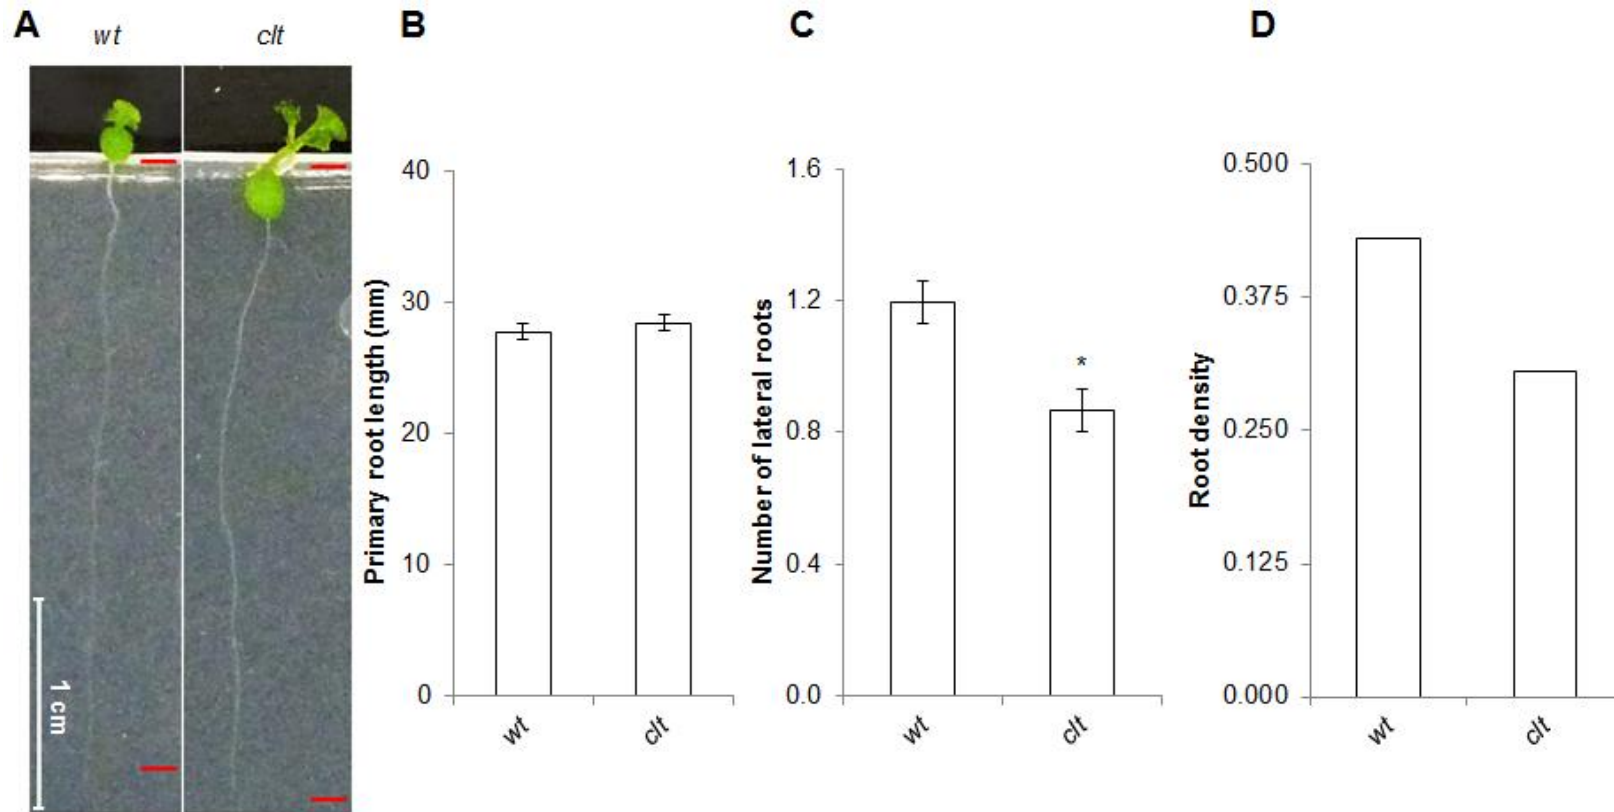 A
wt
clt
1 cm
B
Primary root length (mm)
40
30
20
10
0
wt
clt
C
Number of lateral roots
1.6
1.2
0.8
0.4
0.0
*
wt
clt
D
Root density
0.500
0.375
0.250
0.125
0.000
wt
clt